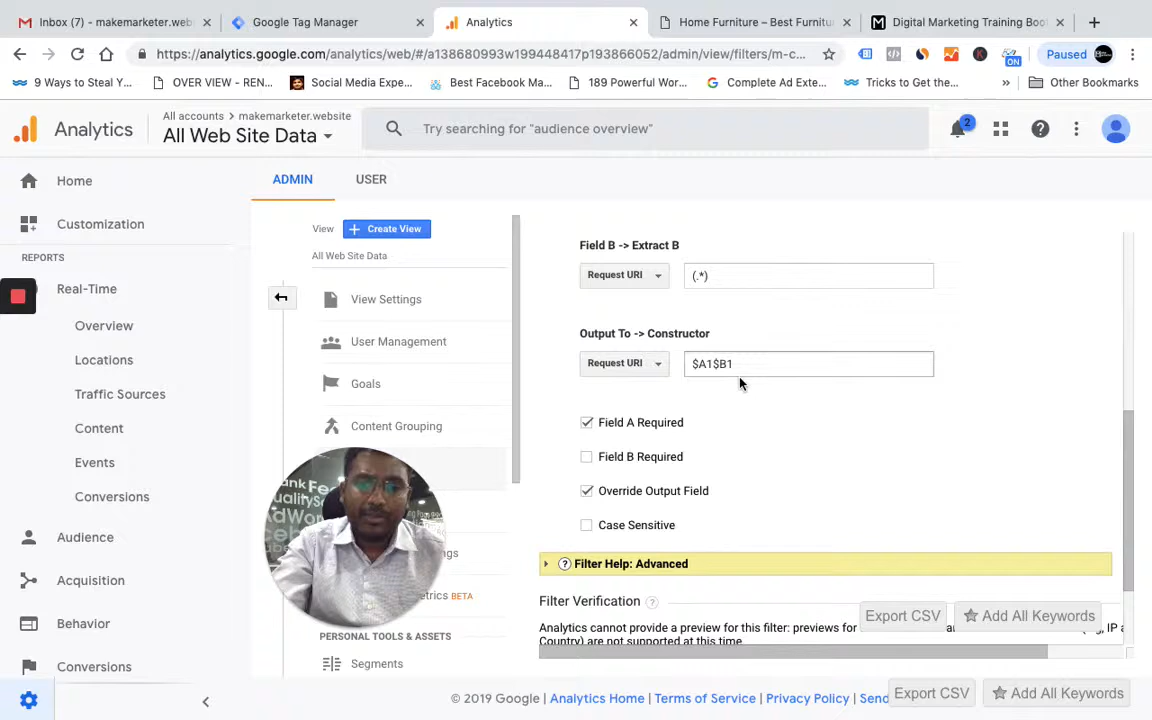 Inbox (7) - makemarketer.web
Google Tag Manager
Analytics
Home Furniture – Best Furnitu
Digital Marketing Training Boo
https://analytics.google.com/analytics/web/#/a138680993w199448417p193866052/admin/view/filters/m-c...
ON
Paused
9 Ways to Steal Y...
OVER VIEW - REN...
Social Media Expe...
Best Facebook Ma...
189 Powerful Wor...
Complete Ad Exte...
Tricks to Get the...
Other Bookmarks
Analytics
All accounts > makemarketer.website
All Web Site Data
Try searching for "audience overview"
2
Home
Customization
REPORTS
Real-Time
Overview
Locations
Traffic Sources
Content
Events
Conversions
Audience
Acquisition
Behavior
Conversions
ADMIN
USER
View
Create View
All Web Site Data
View Settings
User Management
Goals
Content Grouping
BETA
PERSONAL TOOLS & ASSETS
Segments
Field B -> Extract B
Request URI
(.*)
Output To -> Constructor
Request URI
$A1$B1
Field A Required
Field B Required
Override Output Field
Case Sensitive
Filter Help: Advanced
Filter Verification
Export CSV
Add All Keywords
Analytics cannot provide a preview for this filter: previews for
(eg, IP a
Country) are not supported at this time
© 2019 Google | Analytics Home | Terms of Service | Privacy Policy | Send
Export CSV
Add All Keywords